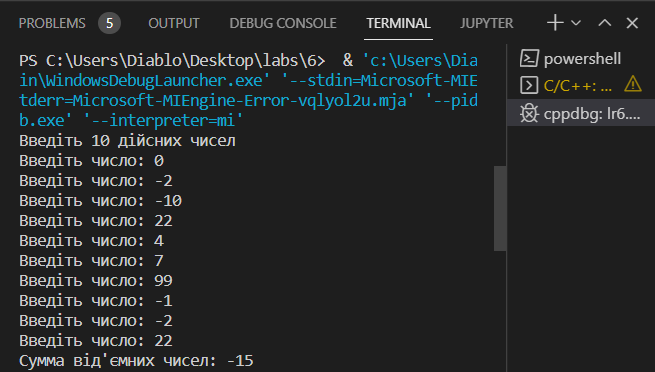 PROBLEMS 5 OUTPUT DEBUG CONSOLE TERMINAL JUPYTER
PS C:\Users\Diablo\Desktop\labs\6>  & 'c:\Users\Dia
in\WindowsDebugLauncher.exe' '--stdin=Microsoft-MIE
tderr=Microsoft-MIEngine-Error-vqlyol2u.mja' '--pid
b.exe' '--interpreter=mi'
Введіть 10 дійсних чисел
Введіть число: 0
Введіть число: -2
Введіть число: -10
Введіть число: 22
Введіть число: 4
Введіть число: 7
Введіть число: 99
Введіть число: -1
Введіть число: -2
Введіть число: 22
Сумма від'ємних чисел: -15
powershell
C/C++: ...
cppdbg: lr6....